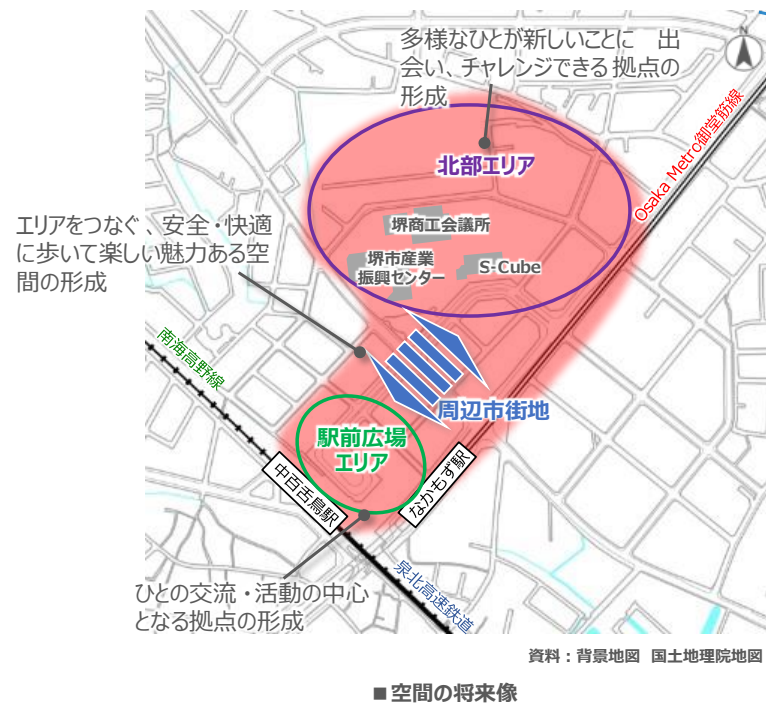 多様なひとが新しいことに 出
会い、チャレンジできる 拠点の
形成
N
Osaka Metro御堂筋線
北部エリア
堺商工会議所
堺市産業
振興センター
S-Cube
エリアをつなぐ 、安全・快適
に歩いて楽しい魅力ある空
間の形成
南海高野線
周辺市街地
駅前広場
エリア
中百舌鳥駅
なかもず駅
泉北高速鉄道
ひとの交流・活動の中心
となる拠点の形成
資料：背景地図 国土地理院地図
■空間の将来像